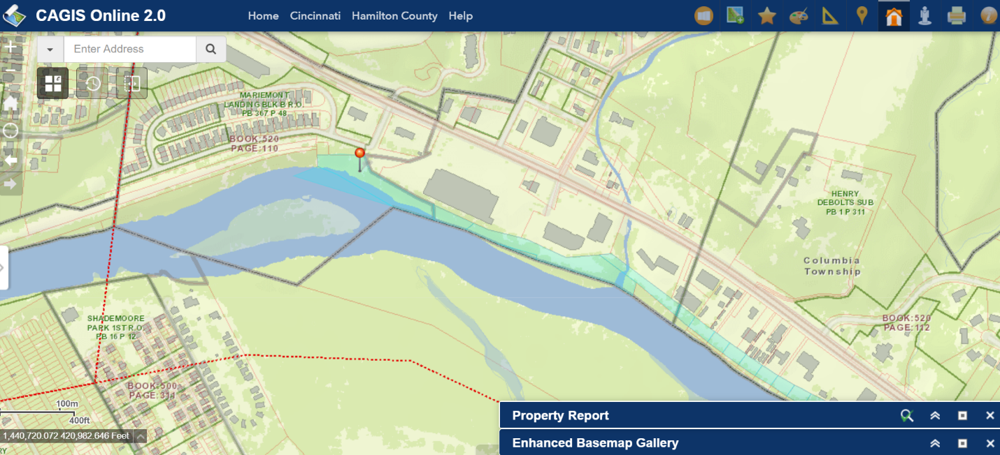 CAGIS Online 2.0
Home
Cincinnati
Hamilton County
Help
Enter Address
MARIEMONT
LANDING BLK B R.O.
PB 367 P 48
BOOK:520
PAGE:110
HENRY
DEBOLTS SUB
PB 1 P 311
Columbia
Township
SHADEMOORE
PARK 1ST R.O.
PB 16 P 12
BOOK:520
PAGE:112
BOOK:500
PAGE:311
100m
400ft
1,440,720.072 420,982.646 Feet
Property Report
Enhanced Basemap Gallery